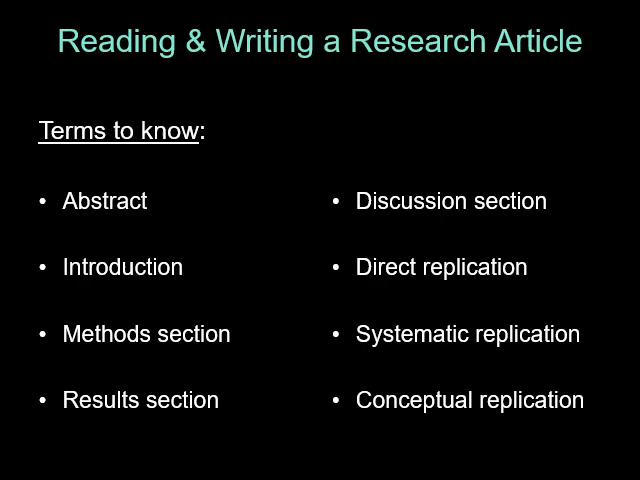 Reading & Writing a Research Article
Terms to know:
• Abstract
• Introduction
• Methods section
• Results section
• Discussion section
• Direct replication
• Systematic replication
• Conceptual replication